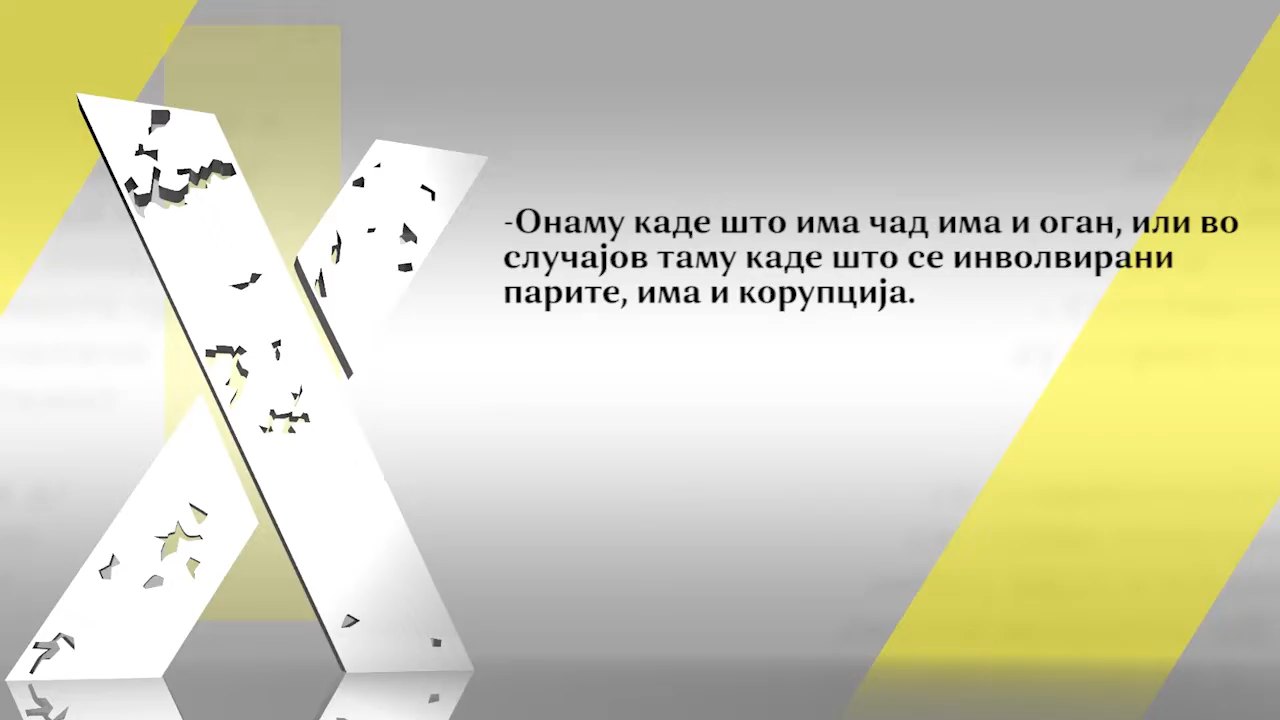 -Онаму каде што има чад има и оган, или во
случајов таму каде што се инволвирани
парите, има и корупција.